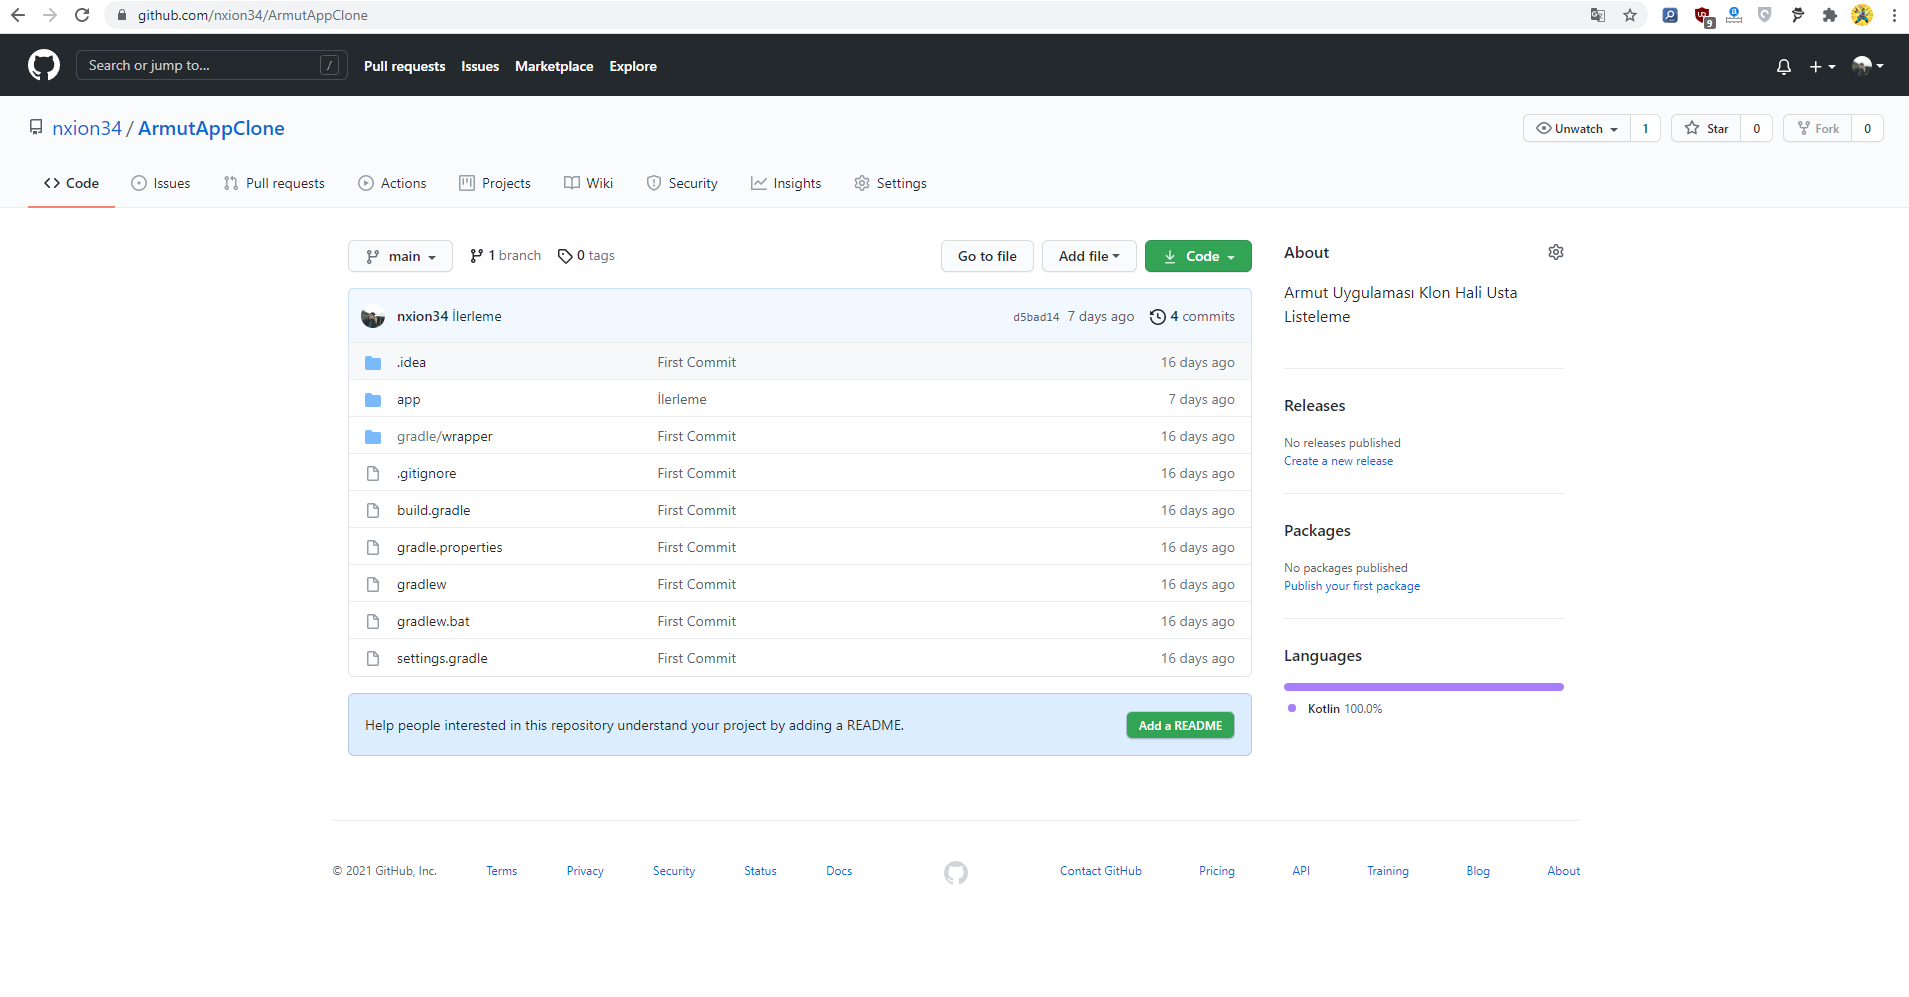 github.com/nxion34/ArmutAppClone
9
Search or jump to... /
Pull requests Issues Marketplace Explore
nxion34 / ArmutAppClone
Unwatch 1 Star 0 Fork 0
Code Issues Pull requests Actions Projects Wiki Security Insights Settings
main 1 branch 0 tags Go to file Add file Code
nxion34 İlerleme d5bad14 7 days ago 4 commits
.idea First Commit 16 days ago
app İlerleme 7 days ago
gradle/wrapper First Commit 16 days ago
.gitignore First Commit 16 days ago
build.gradle First Commit 16 days ago
gradle.properties First Commit 16 days ago
gradlew First Commit 16 days ago
gradlew.bat First Commit 16 days ago
settings.gradle First Commit 16 days ago
Help people interested in this repository understand your project by adding a README. Add a README
About
Armut Uygulaması Klon Hali Usta
Listeleme
Releases
No releases published
Create a new release
Packages
No packages published
Publish your first package
Languages
Kotlin 100.0%
© 2021 GitHub, Inc. Terms Privacy Security Status Docs Contact GitHub Pricing API Training Blog About